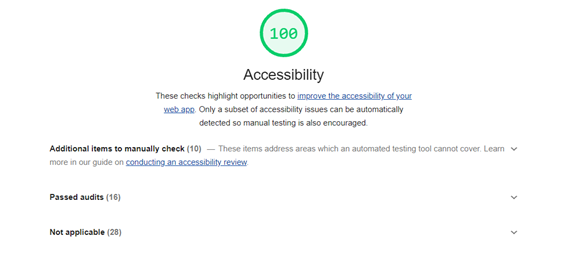 100
Accessibility
These checks highlight opportunities to improve the accessibility of your
web app. Only a subset of accessibility issues can be automatically
detected so manual testing is also encouraged.
Additional items to manually check (10) — These items address areas which an automated testing tool cannot cover. Learn
more in our guide on conducting an accessibility review
Passed audits (16)
Not applicable (28)